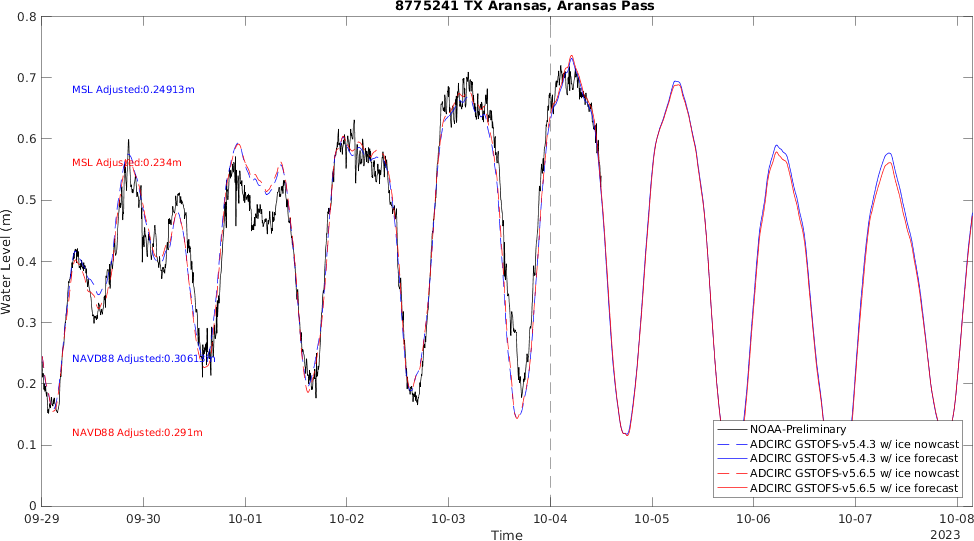 8775241 TX Aransas, Aransas Pass
0.8
0.7
0.6
0.5
0.4
0.3
0.2
0.1
0
Water Level (m)
MSL Adjusted:0.24913m
MSL Adjusted:0.234m
NAVD88 Adjusted:0.3061
NAVD88 Adjusted:0.291m
NOAA-Preliminary
ADCIRC GSTOFS-v5.4.3 w/ ice nowcast
ADCIRC GSTOFS-v5.4.3 w/ ice forecast
ADCIRC GSTOFS-v5.6.5 w/ ice nowcast
ADCIRC GSTOFS-v5.6.5 w/ ice forecast
09-29 09-30 10-01 10-02 10-03 10-04 10-05 10-06 10-07 10-08
2023
Time